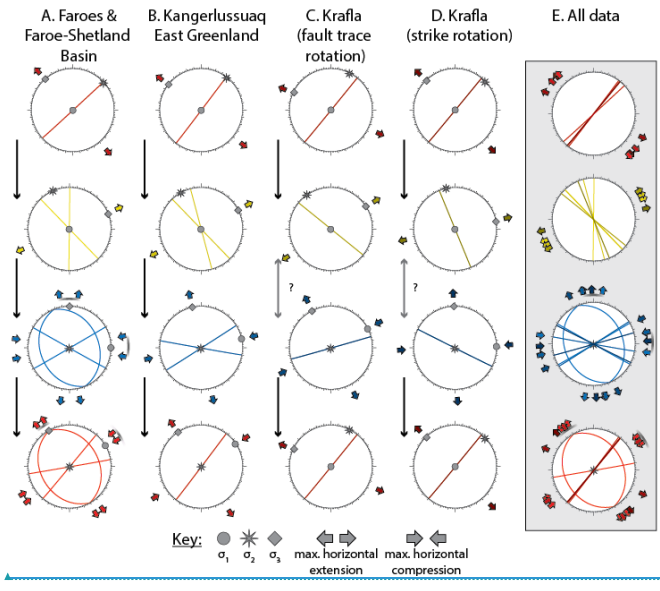 A. Faroes &
Faroe-Shetland
Basin
B. Kangerlussuaq
East Greenland
C. Krafla
(fault trace
rotation)
D. Krafla
(strike rotation)
E. All data
?
?
Key:
σ1
σ2
σ3
max. horizontal
extension
max. horizontal
compression